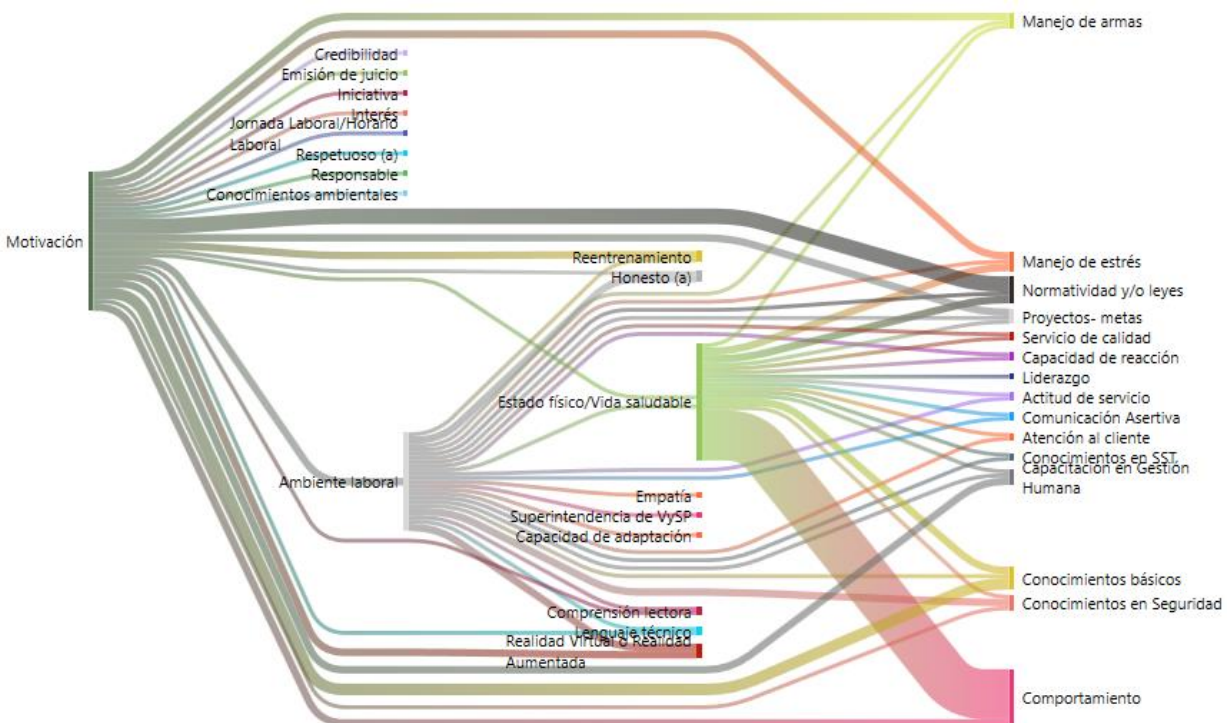 Manejo de armas
Credibilidad
Emisión de juicio
Iniciativa
Interés
Jornada Laboral/Horario
Laboral
Respetuoso (a)
Responsable
Conocimientos ambientales
Motivación
Reentrenamiento
Honesto (a)
Manejo de estrés
Normatividad y/o leyes
Proyectos- metas
Servicio de calidad
Capacidad de reacción
Liderazgo
Actitud de servicio
Estado físico/Vida saludable
Comunicación Asertiva
Atención al cliente
Conocimientos en SST.
Capacitación en Gestión
Humana
Ambiente laboral
Empatía
Superintendencia de VySP
Capacidad de adaptación
Conocimientos básicos
Conocimientos en Seguridad
Comprensión lectora
Lenguaje técnico
Realidad Virtual o Realidad
Aumentada
Comportamiento